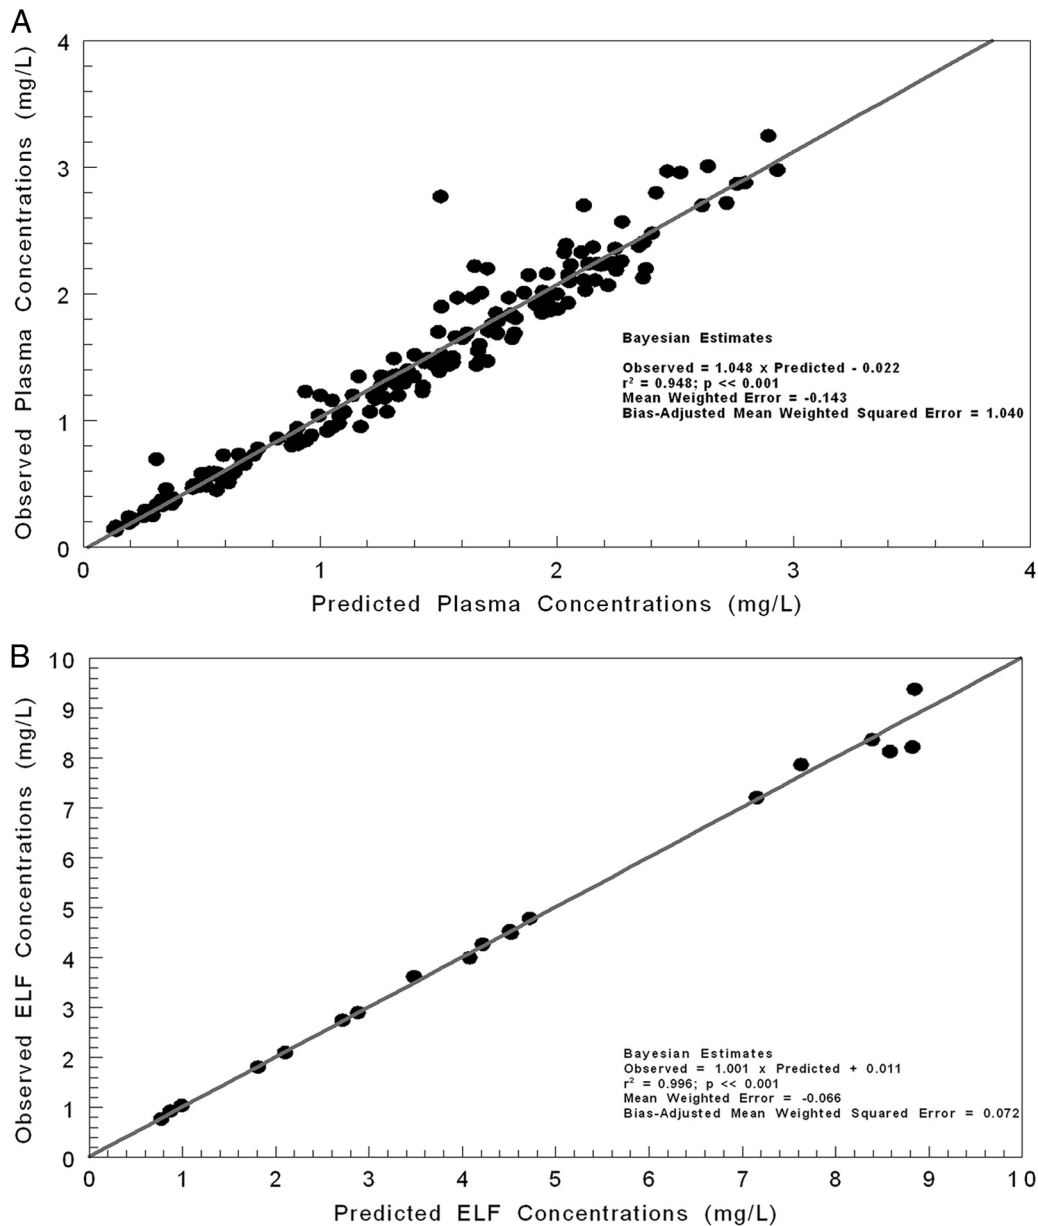 A
Observed Plasma Concentrations (mg/L)
4
3
2
1
0
Bayesian Estimates
Observed = 1.048 x Predicted - 0.022
r² = 0.948; p << 0.001
Mean Weighted Error = -0.143
Bias-Adjusted Mean Weighted Squared Error = 1.040
0 1 2 3 4
Predicted Plasma Concentrations (mg/L)
B
Observed ELF Concentrations (mg/L)
10
9
8
7
6
5
4
3
2
1
0
Bayesian Estimates
Observed = 1.001 x Predicted + 0.011
r² = 0.996; p << 0.001
Mean Weighted Error = -0.066
Bias-Adjusted Mean Weighted Squared Error = 0.072
0 1 2 3 4 5 6 7 8 9 10
Predicted ELF Concentrations (mg/L)